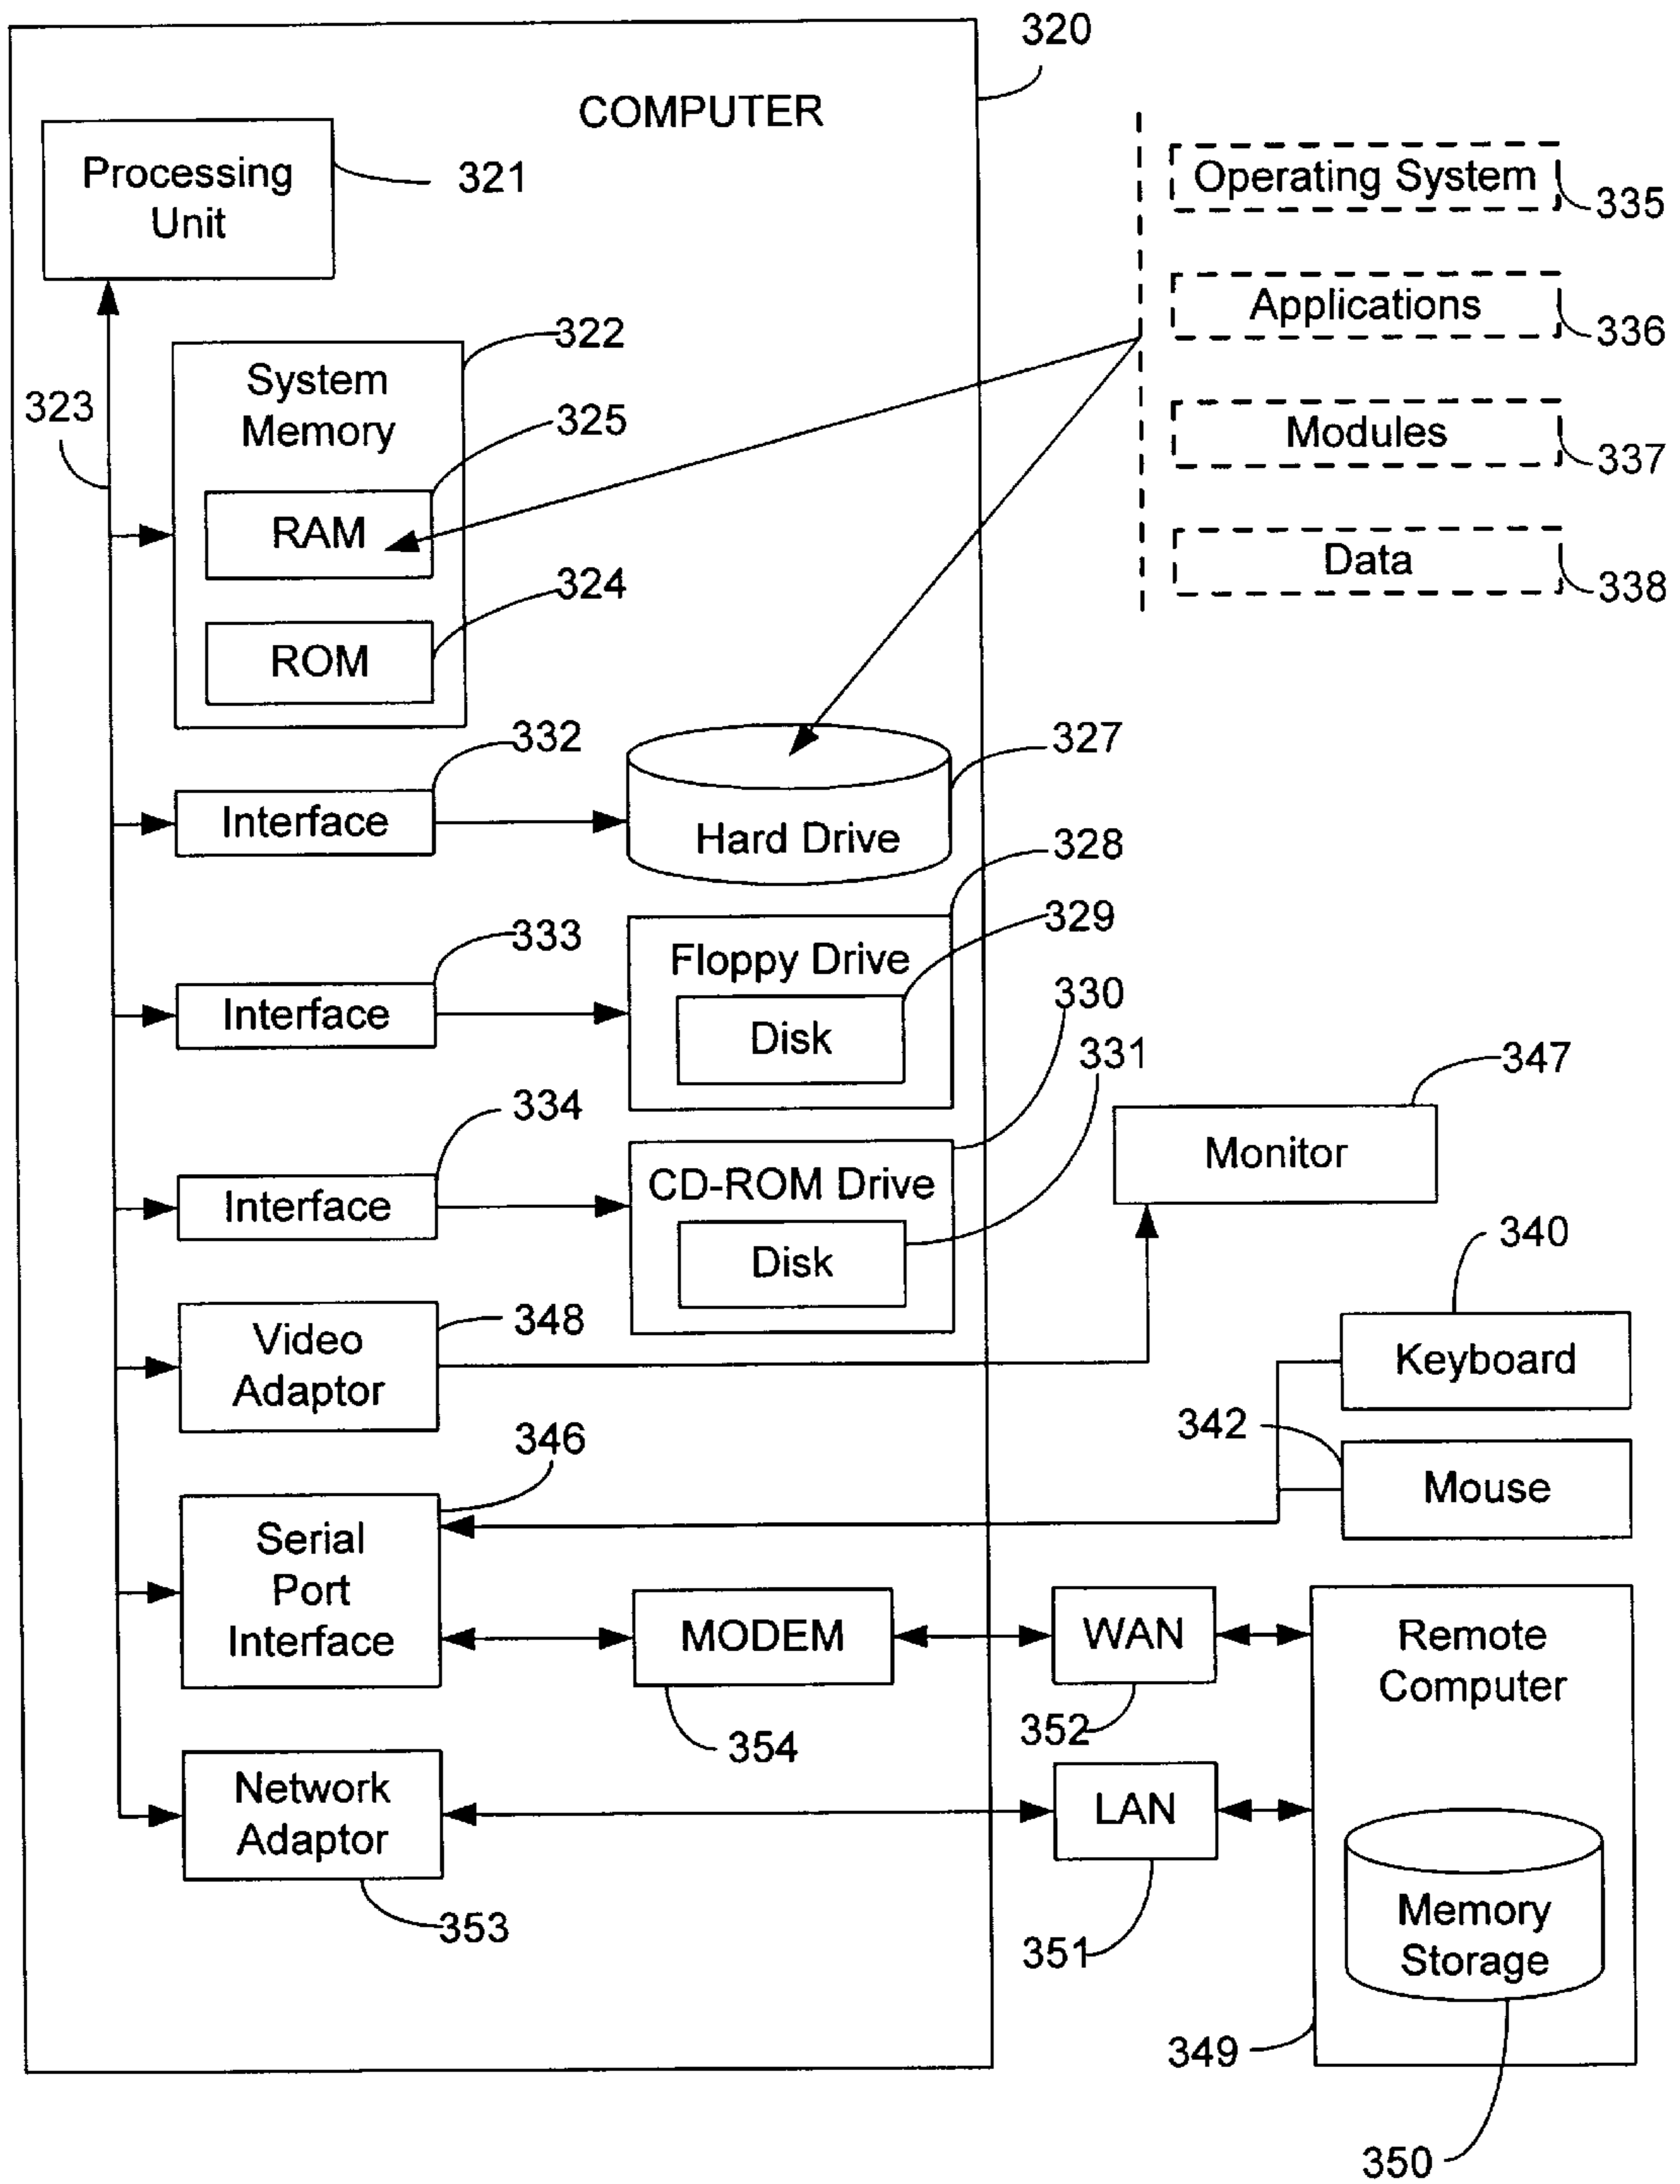 320
COMPUTER
Processing
Unit
321
Operating System
335
Applications
336
Modules
337
Data
338
322
System
Memory
323
325
RAM
324
ROM
332
Interface
327
Hard Drive
328
333
Interface
329
Floppy Drive
Disk
330
331
334
Interface
CD-ROM Drive
Disk
347
Monitor
340
Keyboard
348
Video
Adaptor
342
Mouse
346
Serial
Port
Interface
MODEM
354
WAN
352
Remote
Computer
Network
Adaptor
353
LAN
351
Memory
Storage
349
350